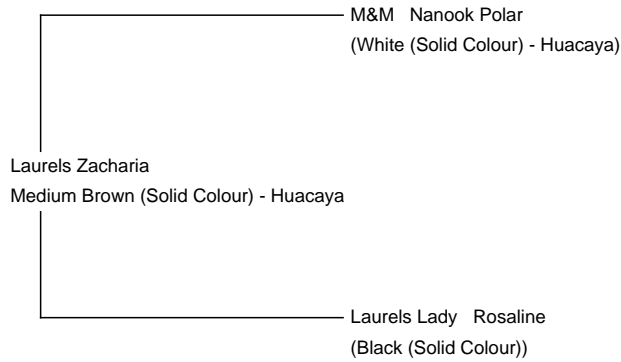 M&M Nanook Polar
(White (Solid Colour) - Huacaya)
Laurels Zacharia
Medium Brown (Solid Colour) - Huacaya
Laurels Lady Rosaline
(Black (Solid Colour))